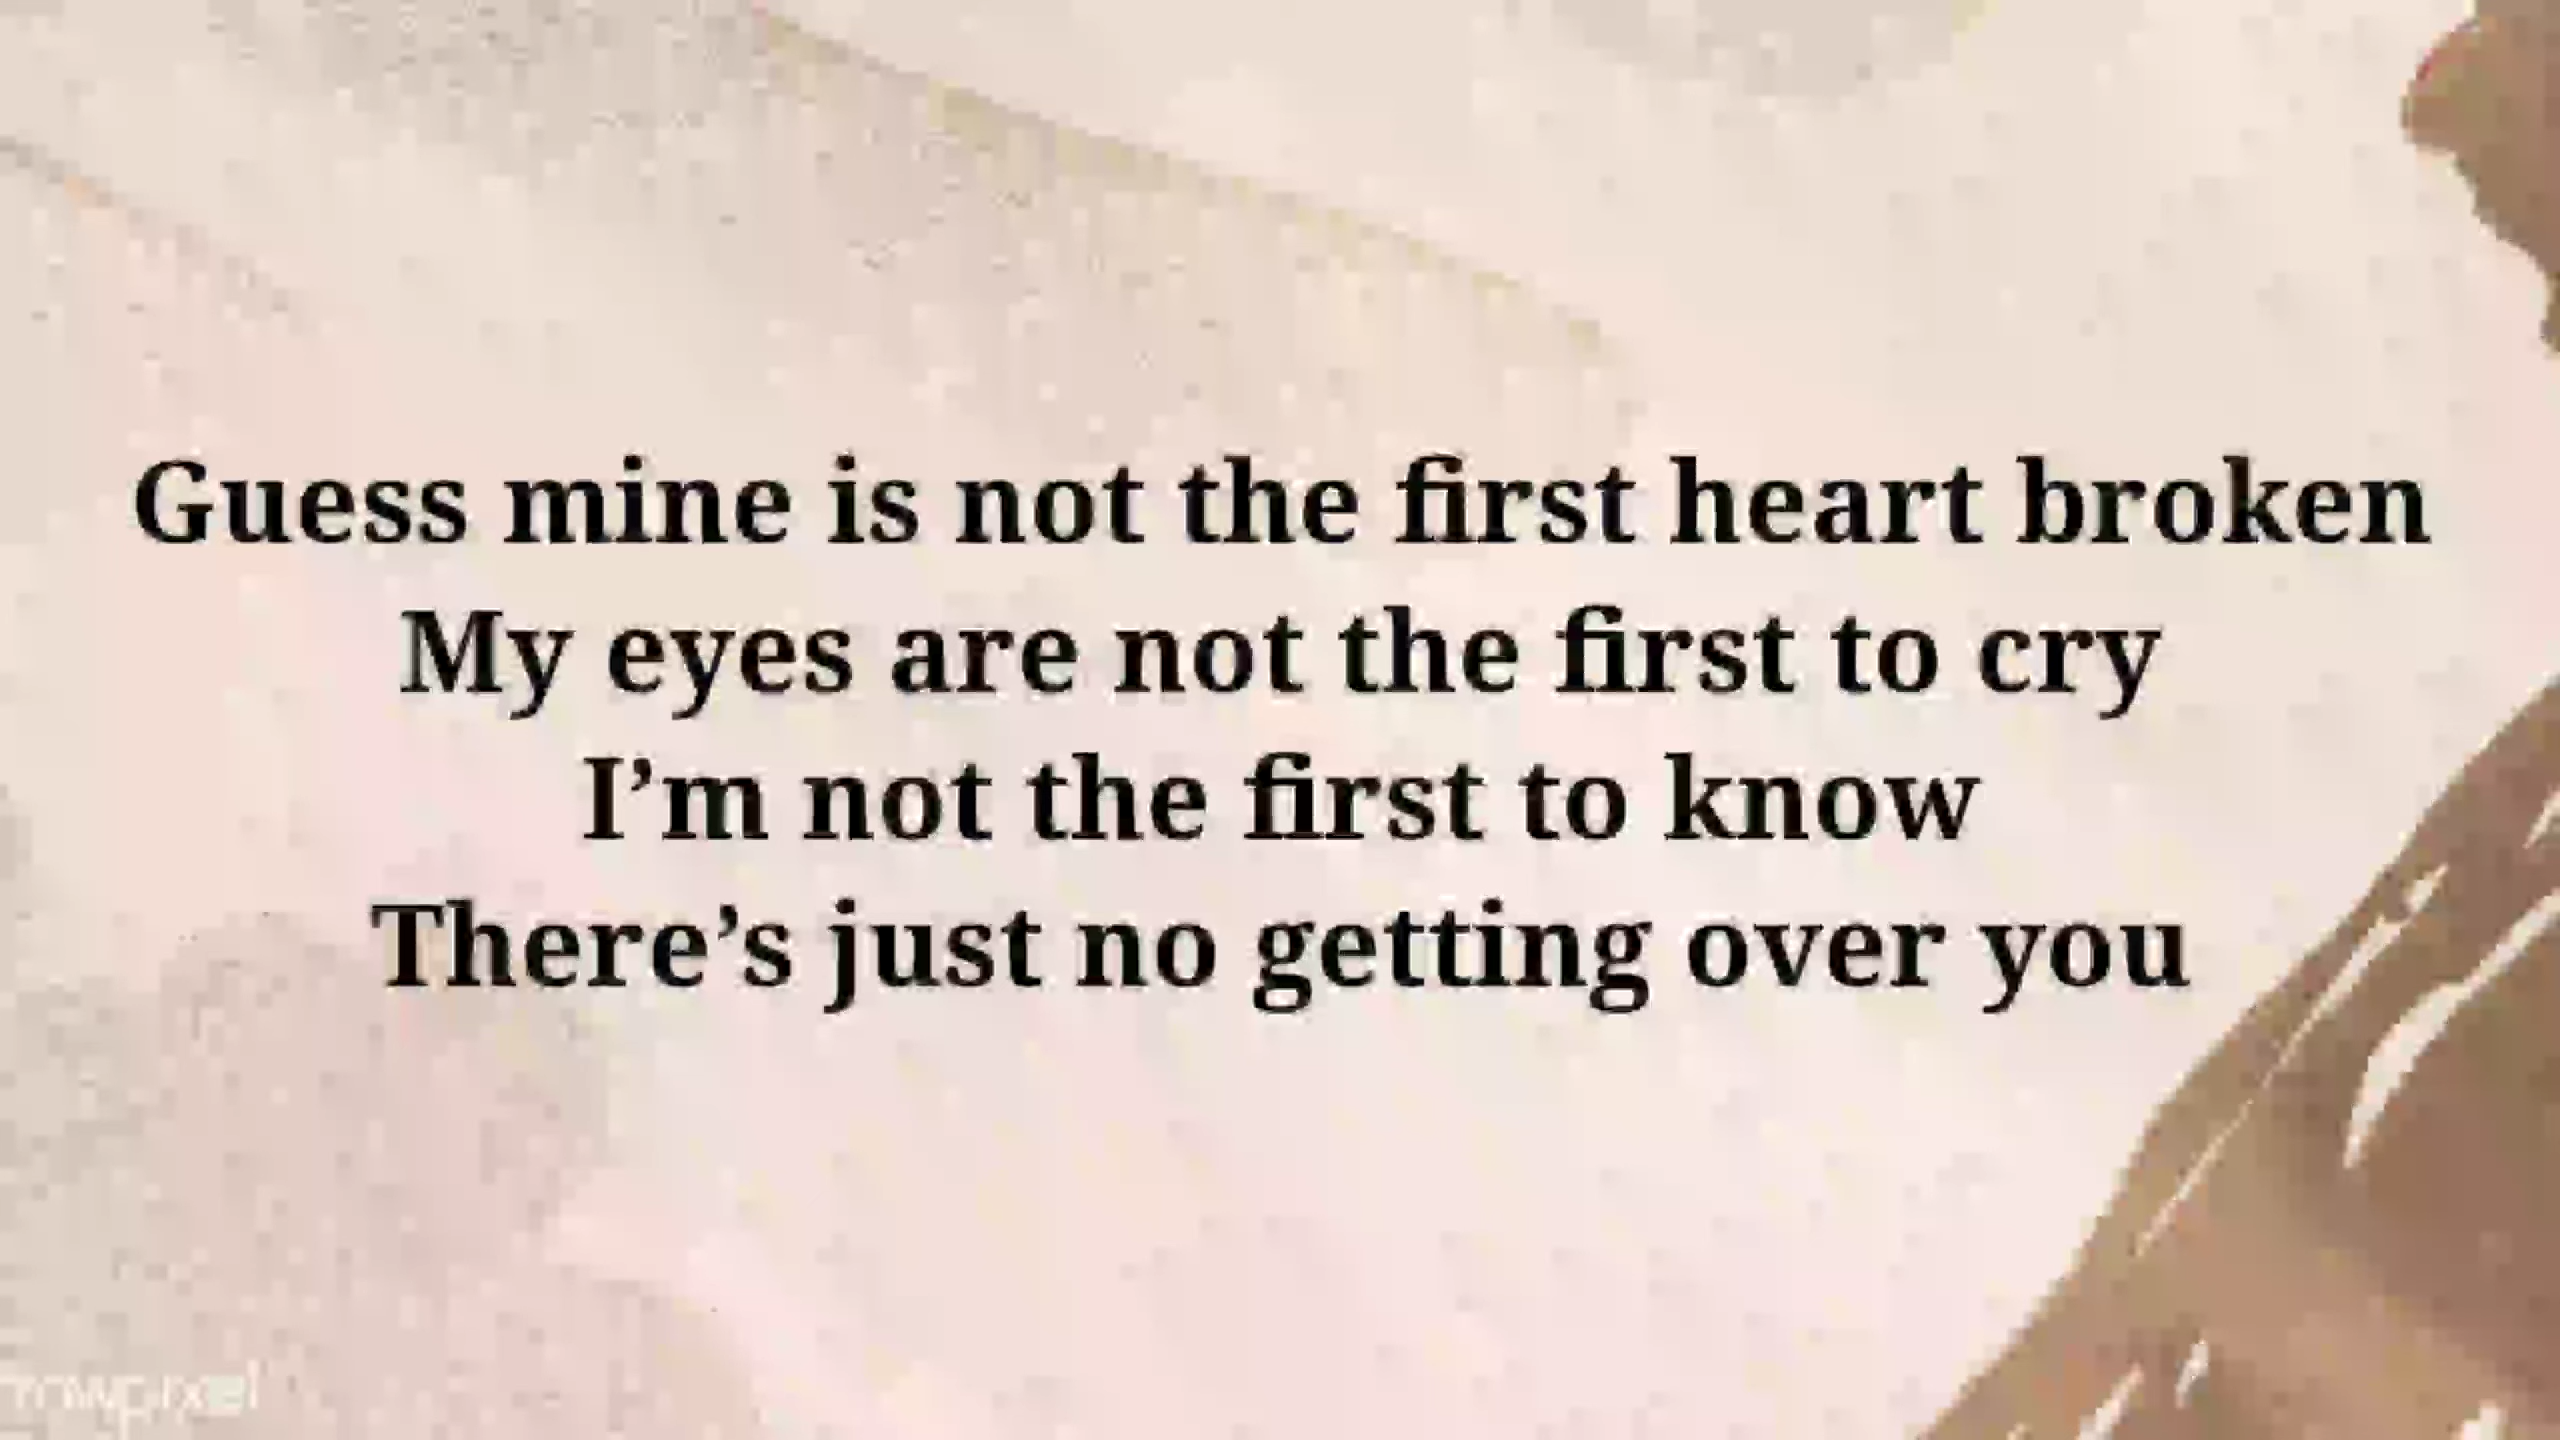 Guess mine is not the first heart broken
My eyes are not the first to cry
I’m not the first to know
There’s just no getting over you
rawpixel